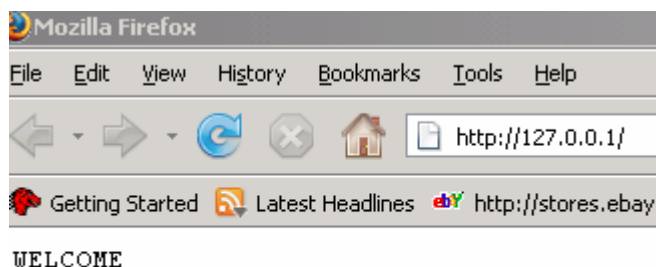 Mozilla Firefox
File Edit View History Bookmarks Tools Help
http://127.0.0.1/
Getting Started Latest Headlines ebY http://stores.ebay
WELCOME